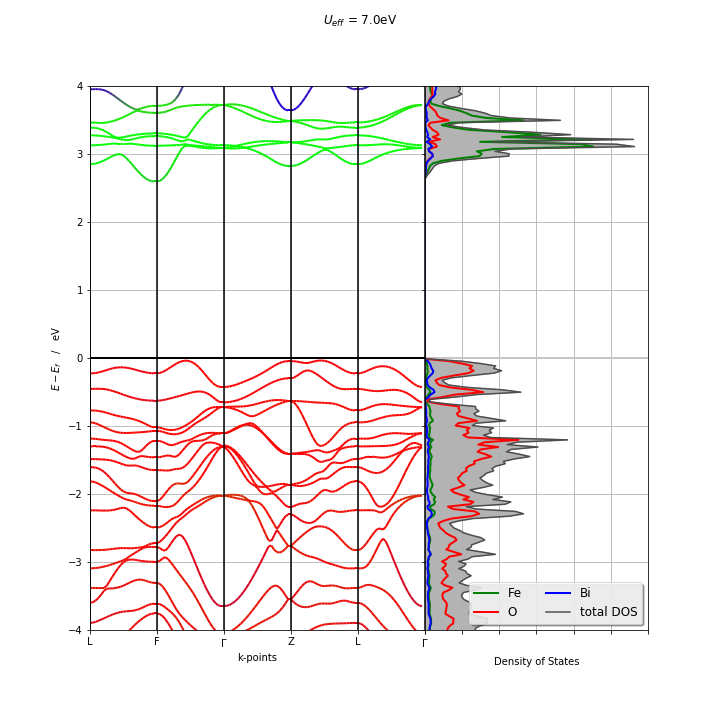 U_eff = 7.0eV
4
3
2
1
0
−1
−2
−3
−4
E − E_f / eV
L F Γ Z L Γ
k-points
Density of States
Fe Bi
O total DOS